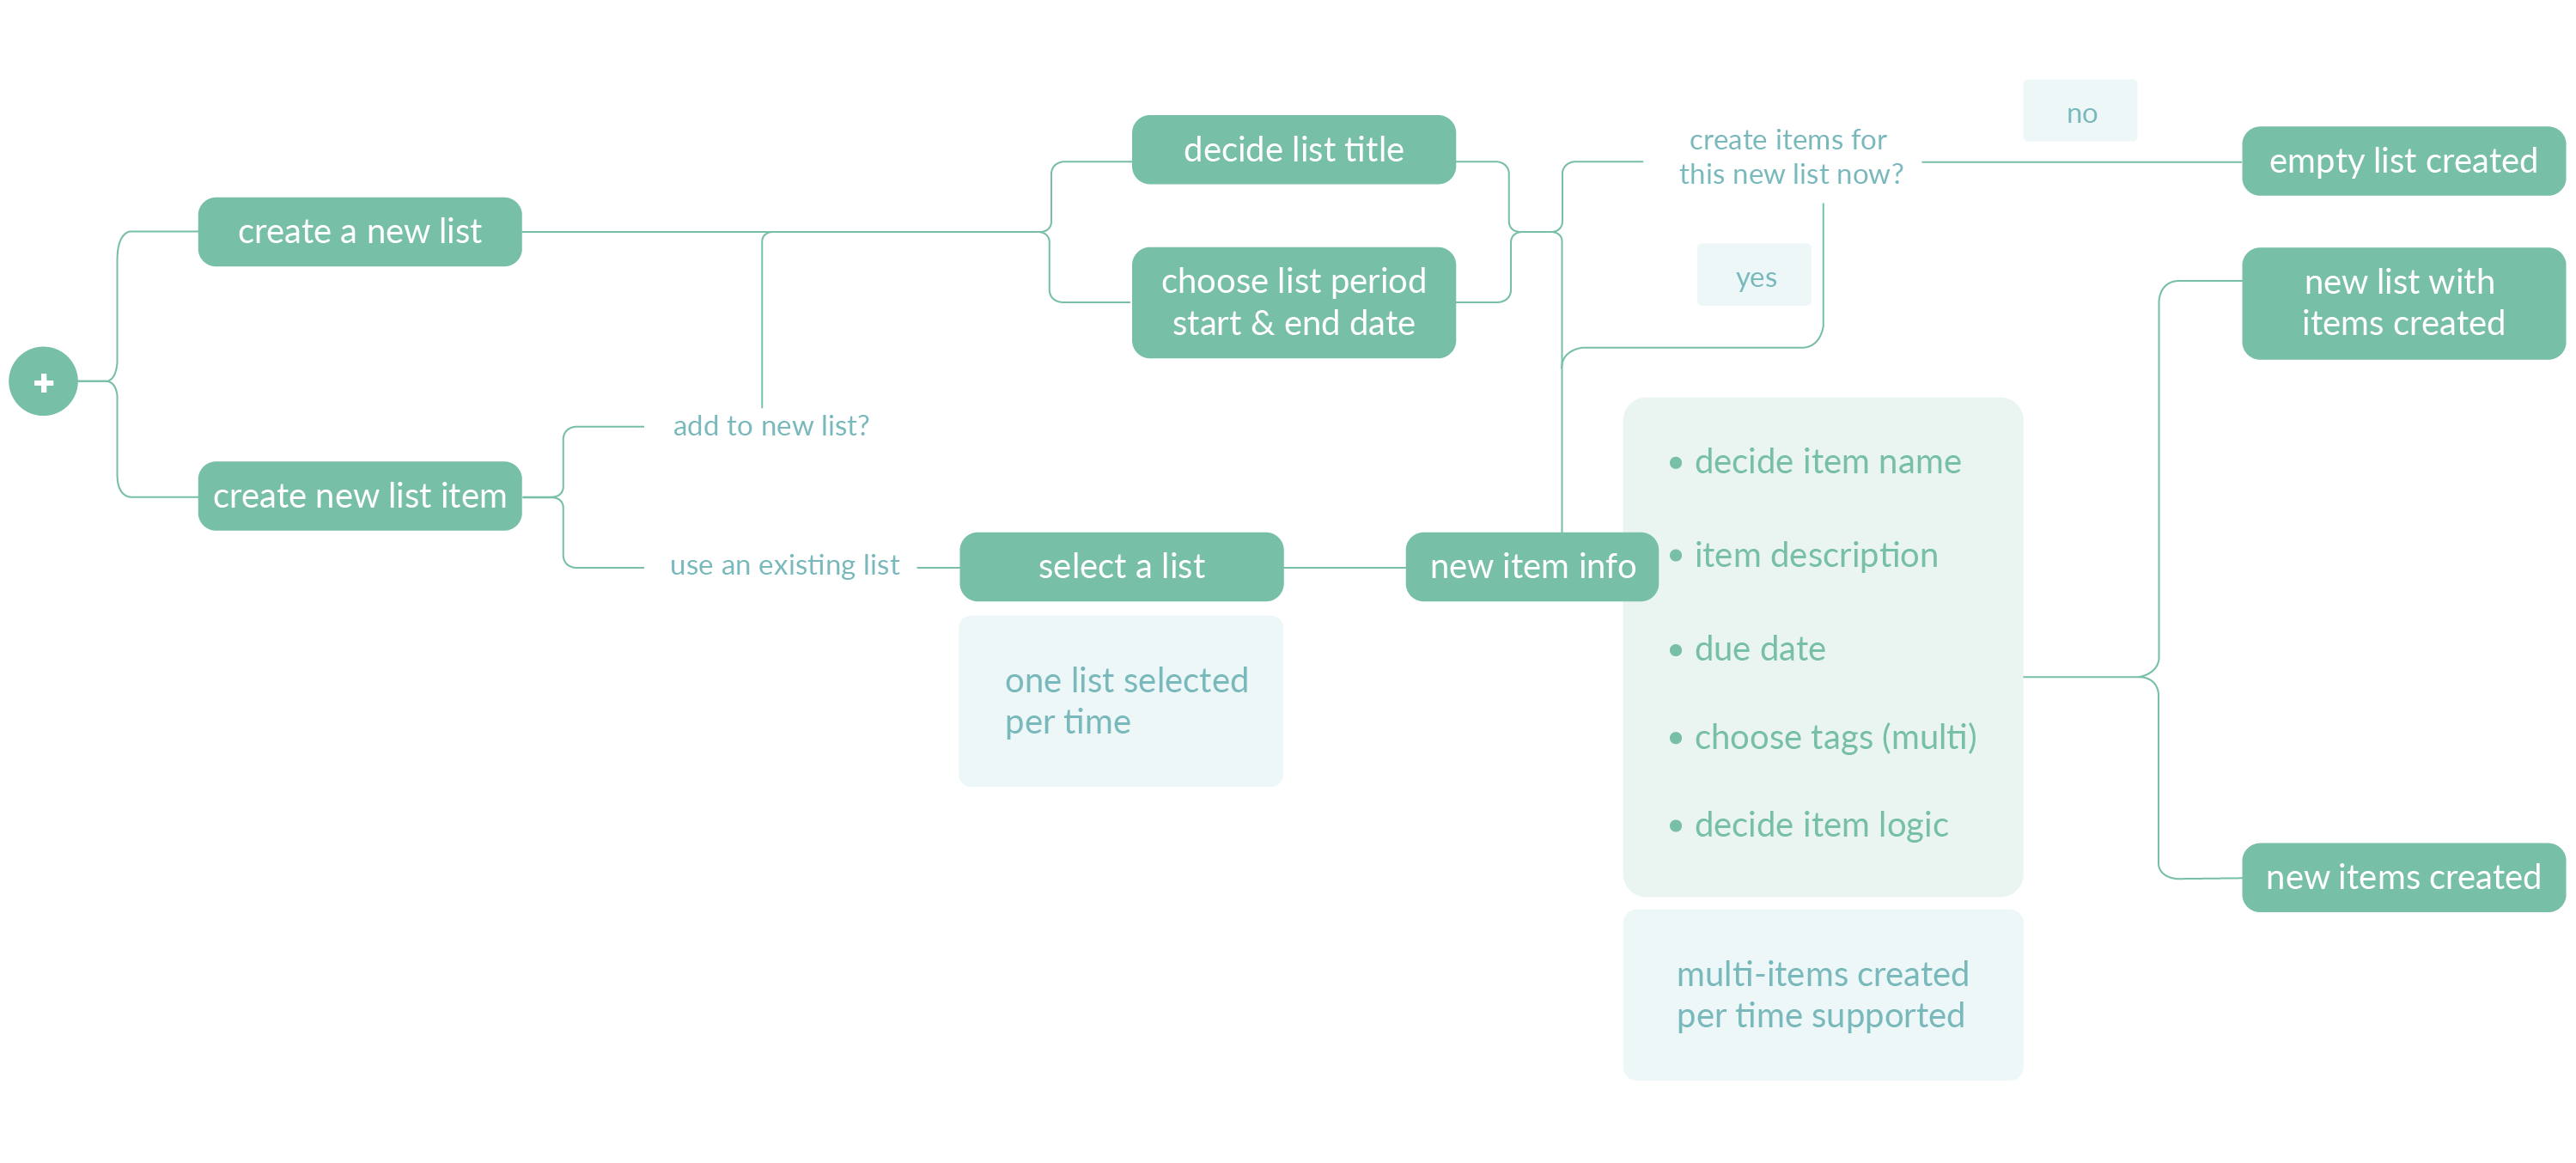 +
create a new list
create new list item
add to new list?
use an existing list
decide list title
choose list period
start & end date
select a list
one list selected
per time
create items for
this new list now?
no
yes
new item info
• decide item name
• item description
• due date
• choose tags (multi)
• decide item logic
multi-items created
per time supported
empty list created
new list with
items created
new items created